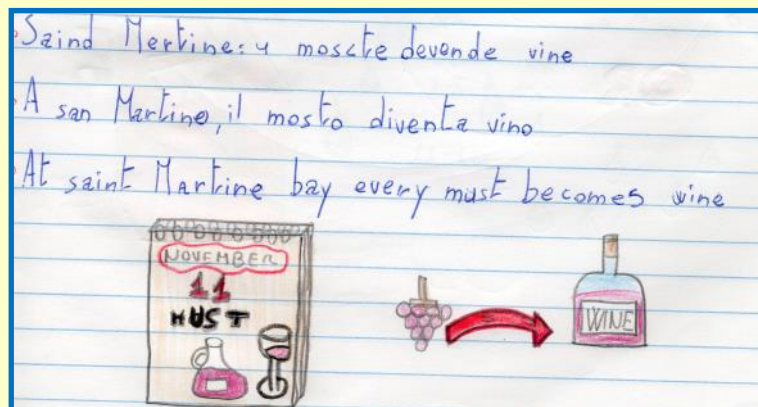 Saind Mertine: u moscte devende vine
A san Martino, il mosto diventa vino
At saint Martine bay every must becomes wine
NOVEMBER
11
MUST
WINE